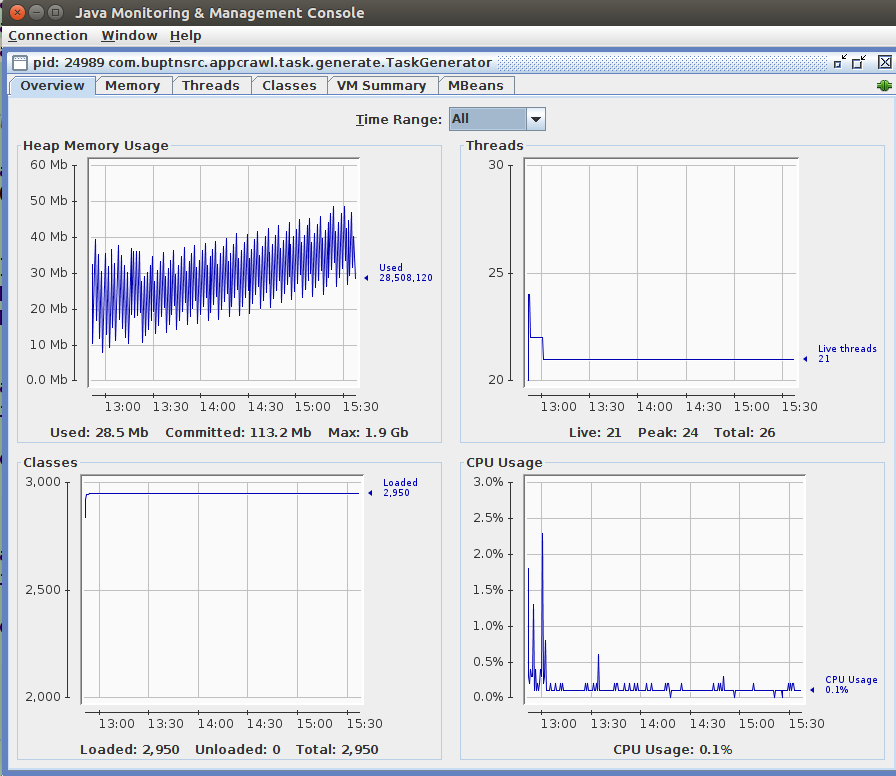 Java Monitoring & Management Console
Connection Window Help
pid: 24989 com.buptnsrc.appcrawl.task.generate.TaskGenerator
Overview Memory Threads Classes VM Summary MBeans
Time Range: All
Heap Memory Usage
60 Mb
50 Mb
40 Mb
30 Mb
20 Mb
10 Mb
0.0 Mb
Used
28,508,120
13:00 13:30 14:00 14:30 15:00 15:30
Used: 28.5 Mb Committed: 113.2 Mb Max: 1.9 Gb
Threads
30
25
20
Live threads
21
13:00 13:30 14:00 14:30 15:00 15:30
Live: 21 Peak: 24 Total: 26
Classes
3,000
2,500
2,000
Loaded
2,950
13:00 13:30 14:00 14:30 15:00 15:30
Loaded: 2,950 Unloaded: 0 Total: 2,950
CPU Usage
3.0%
2.5%
2.0%
1.5%
1.0%
0.5%
0.0%
CPU Usage
0.1%
13:00 13:30 14:00 14:30 15:00 15:30
CPU Usage: 0.1%